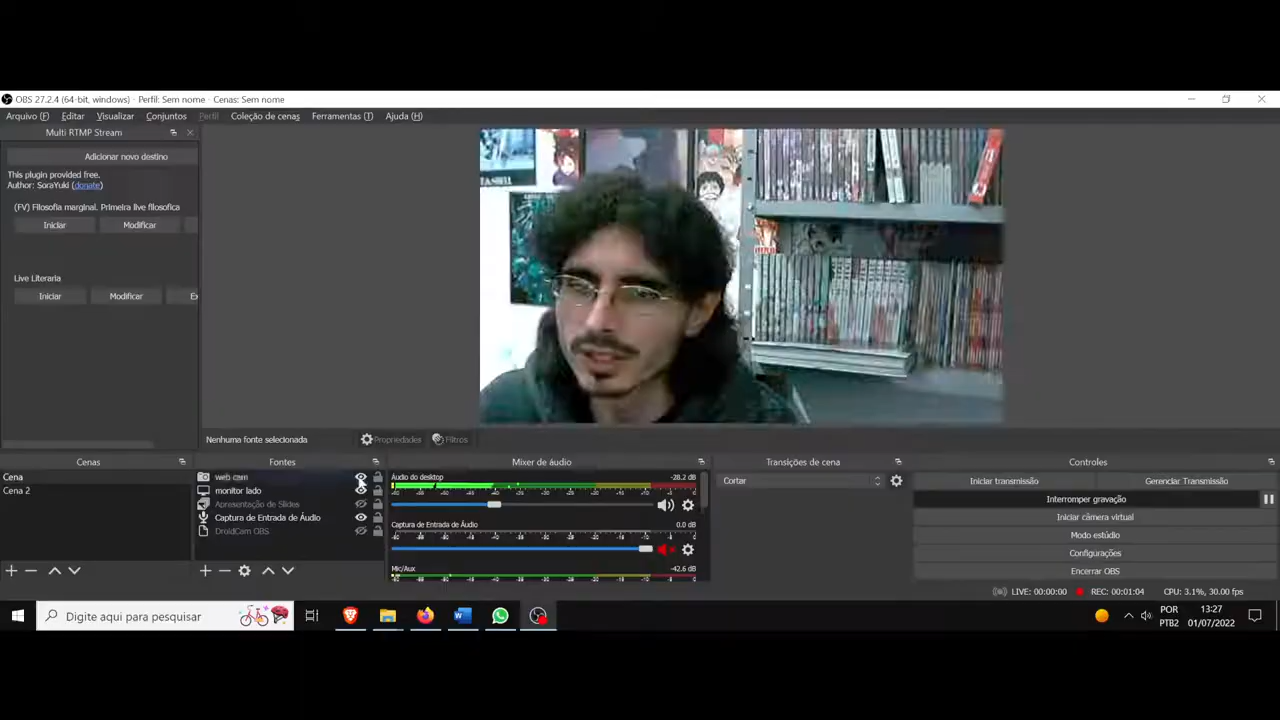 OBS 27.2.4 (64-bit, windows) - Perfil: Sem nome - Cenas: Sem nome
Arquivo (F) Editar Visualizar Conjuntos Perfil Coleção de cenas Ferramentas (T) Ajuda (H)
Multi RTMP Stream
Adicionar novo destino
This plugin provided free.
Author: SoraYuki (donate)
(FV) Filosofia marginal. Primeira live filosofica
Iniciar Modificar
Live Literaria
Iniciar Modificar Ex
Nenhuma fonte selecionada Propriedades Filtros
Cenas
Cena
Cena 2
Fontes
web cam
monitor lado
Apresentação de Slides
Captura de Entrada de Áudio
DroidCam OBS
Mixer de áudio
Áudio do desktop -28.2 dB
Captura de Entrada de Áudio 0.0 dB
Mic/Aux -42.6 dB
Transições de cena
Cortar
Controles
Iniciar transmissão Gerenciar Transmissão
Interromper gravação
Iniciar câmera virtual
Modo estúdio
Configurações
Encerrar OBS
LIVE: 00:00:00 REC: 00:01:04 CPU: 3.1%, 30.00 fps
Digite aqui para pesquisar
POR
PTB2
13:27
01/07/2022